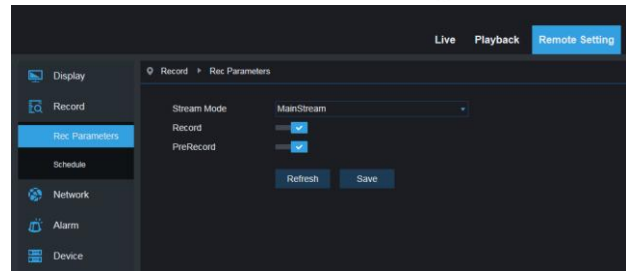 Live Playback Remote Setting
Display
Record ▸ Rec Parameters
Record
Stream Mode MainStream
Record
Rec Parameters
PreRecord
Schedule
Refresh Save
Network
Alarm
Device